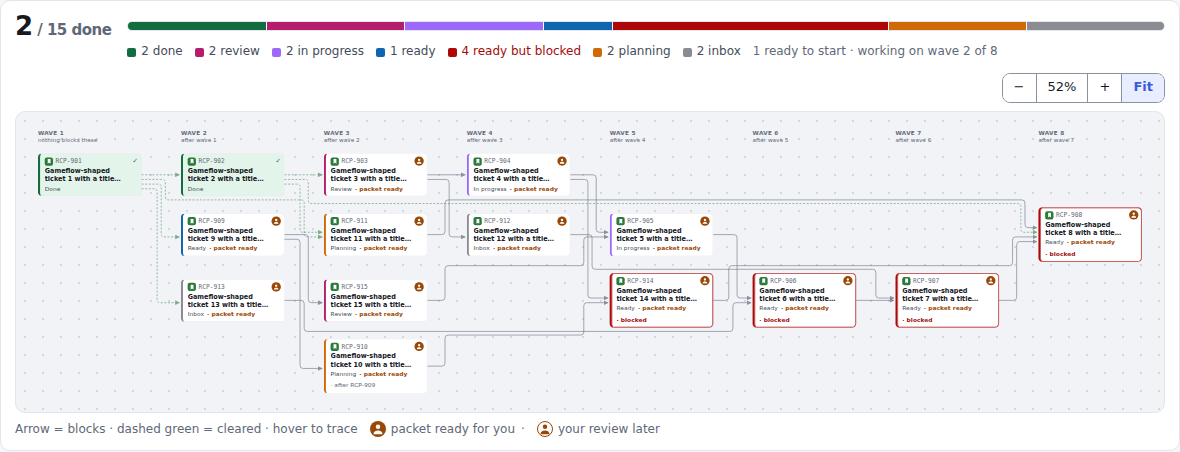 2 / 15 done
2 done 2 review 2 in progress 1 ready 4 ready but blocked 2 planning 2 inbox 1 ready to start · working on wave 2 of 8
− 52% + Fit
WAVE 1
nothing blocks these
WAVE 2
after wave 1
WAVE 3
after wave 2
WAVE 4
after wave 3
WAVE 5
after wave 4
WAVE 6
after wave 5
WAVE 7
after wave 6
WAVE 8
after wave 7
RCP-901 ✓
Gameflow-shaped
ticket 1 with a title…
Done
RCP-902 ✓
Gameflow-shaped
ticket 2 with a title…
Done
RCP-903
Gameflow-shaped
ticket 3 with a title…
Review · packet ready
RCP-904
Gameflow-shaped
ticket 4 with a title…
In progress · packet ready
RCP-909
Gameflow-shaped
ticket 9 with a title…
Ready · packet ready
RCP-911
Gameflow-shaped
ticket 11 with a title…
Planning · packet ready
RCP-912
Gameflow-shaped
ticket 12 with a title…
Inbox · packet ready
RCP-905
Gameflow-shaped
ticket 5 with a title…
In progress · packet ready
RCP-908
Gameflow-shaped
ticket 8 with a title…
Ready · packet ready
· blocked
RCP-913
Gameflow-shaped
ticket 13 with a title…
Inbox · packet ready
RCP-915
Gameflow-shaped
ticket 15 with a title…
Review · packet ready
RCP-914
Gameflow-shaped
ticket 14 with a title…
Ready · packet ready
· blocked
RCP-906
Gameflow-shaped
ticket 6 with a title…
Ready · packet ready
· blocked
RCP-907
Gameflow-shaped
ticket 7 with a title…
Ready · packet ready
· blocked
RCP-910
Gameflow-shaped
ticket 10 with a title…
Planning · packet ready
· after RCP-909
Arrow = blocks · dashed green = cleared · hover to trace packet ready for you · your review later